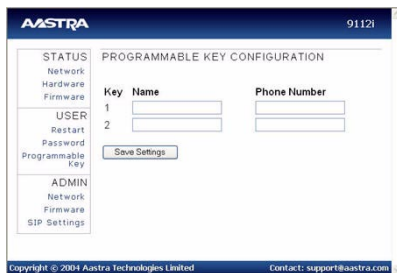 AASTRA
9112i
STATUS
Network
Hardware
Firmware
USER
Restart
Password
Programmable
Key
ADMIN
Network
Firmware
SIP Settings
PROGRAMMABLE KEY CONFIGURATION
Key Name Phone Number
1
2
Save Settings
Copyright © 2004 Aastra Technologies Limited Contact: support@aastra.com